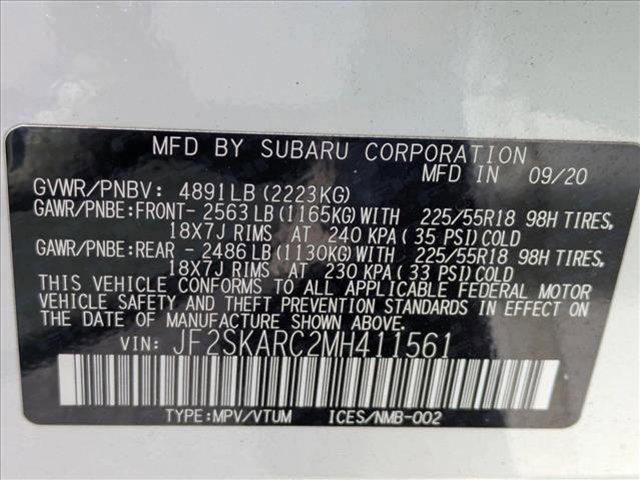 MFD BY SUBARU CORPORATION
MFD IN 09/20
GVWR/PNBV: 4891LB(2223KG)
GAWR/PNBE:FRONT- 2563LB(1165KG)WITH 225/55R18 98H TIRES,
18X7J RIMS AT 240 KPA( 35 PSI)COLD
GAWR/PNBE:REAR - 2486LB(1130KG)WITH 225/55R18 98H TIRES,
18X7J RIMS AT 230 KPA( 33 PSI)COLD
THIS VEHICLE CONFORMS TO ALL APPLICABLE FEDERAL MOTOR
VEHICLE SAFETY AND THEFT PREVENTION STANDARDS IN EFFECT ON
THE DATE OF MANUFACTURE SHOWN ABOVE.
VIN: JF2SKARC2MH411561
TYPE:MPV/VTUM ICES/NMB-002